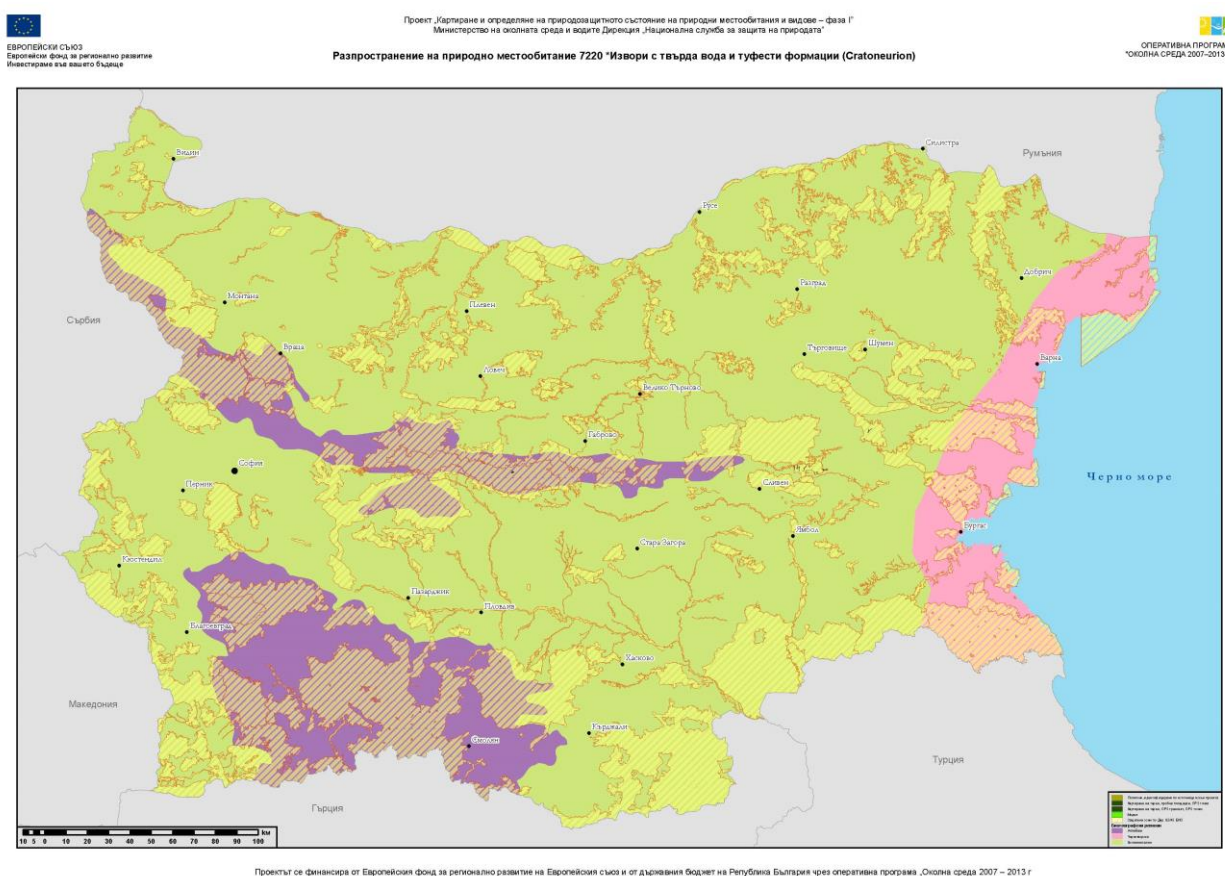 ЕВРОПЕЙСКИ СЪЮЗ
Европейски фонд за регионално развитие
Инвестираме във вашето бъдеще
Проект „Картиране и определяне на природозащитното състояние на природни местообитания и видове – фаза I“
Министерство на околната среда и водите Дирекция „Национална служба за защита на природата“
Разпространение на природно местообитание 7220 *Извори с твърда вода и туфести формации (Cratoneurion)
ОПЕРАТИВНА ПРОГРАМ
"ОКОЛНА СРЕДА 2007–2013
Видин
Силистра
Румъния
Русе
Добрич
Монтана
Разград
Плевен
Сърбия
Враца
Търговище
Шумен
Варна
Ловеч
Велико Търново
Габрово
София
Перник
Сливен
Черно море
Бургас
Ямбол
Стара Загора
Кюстендил
Пазарджик
Пловдив
Благоевград
Хасково
Македония
Кърджали
Смолян
Турция
Гърция
км
10 5 0 10 20 30 40 50 60 70 80 90 100
Проектът се финансира от Европейския фонд за регионално развитие на Европейския съюз и от държавния бюджет на Република България чрез оперативна програма „Околна среда 2007 – 2013 г